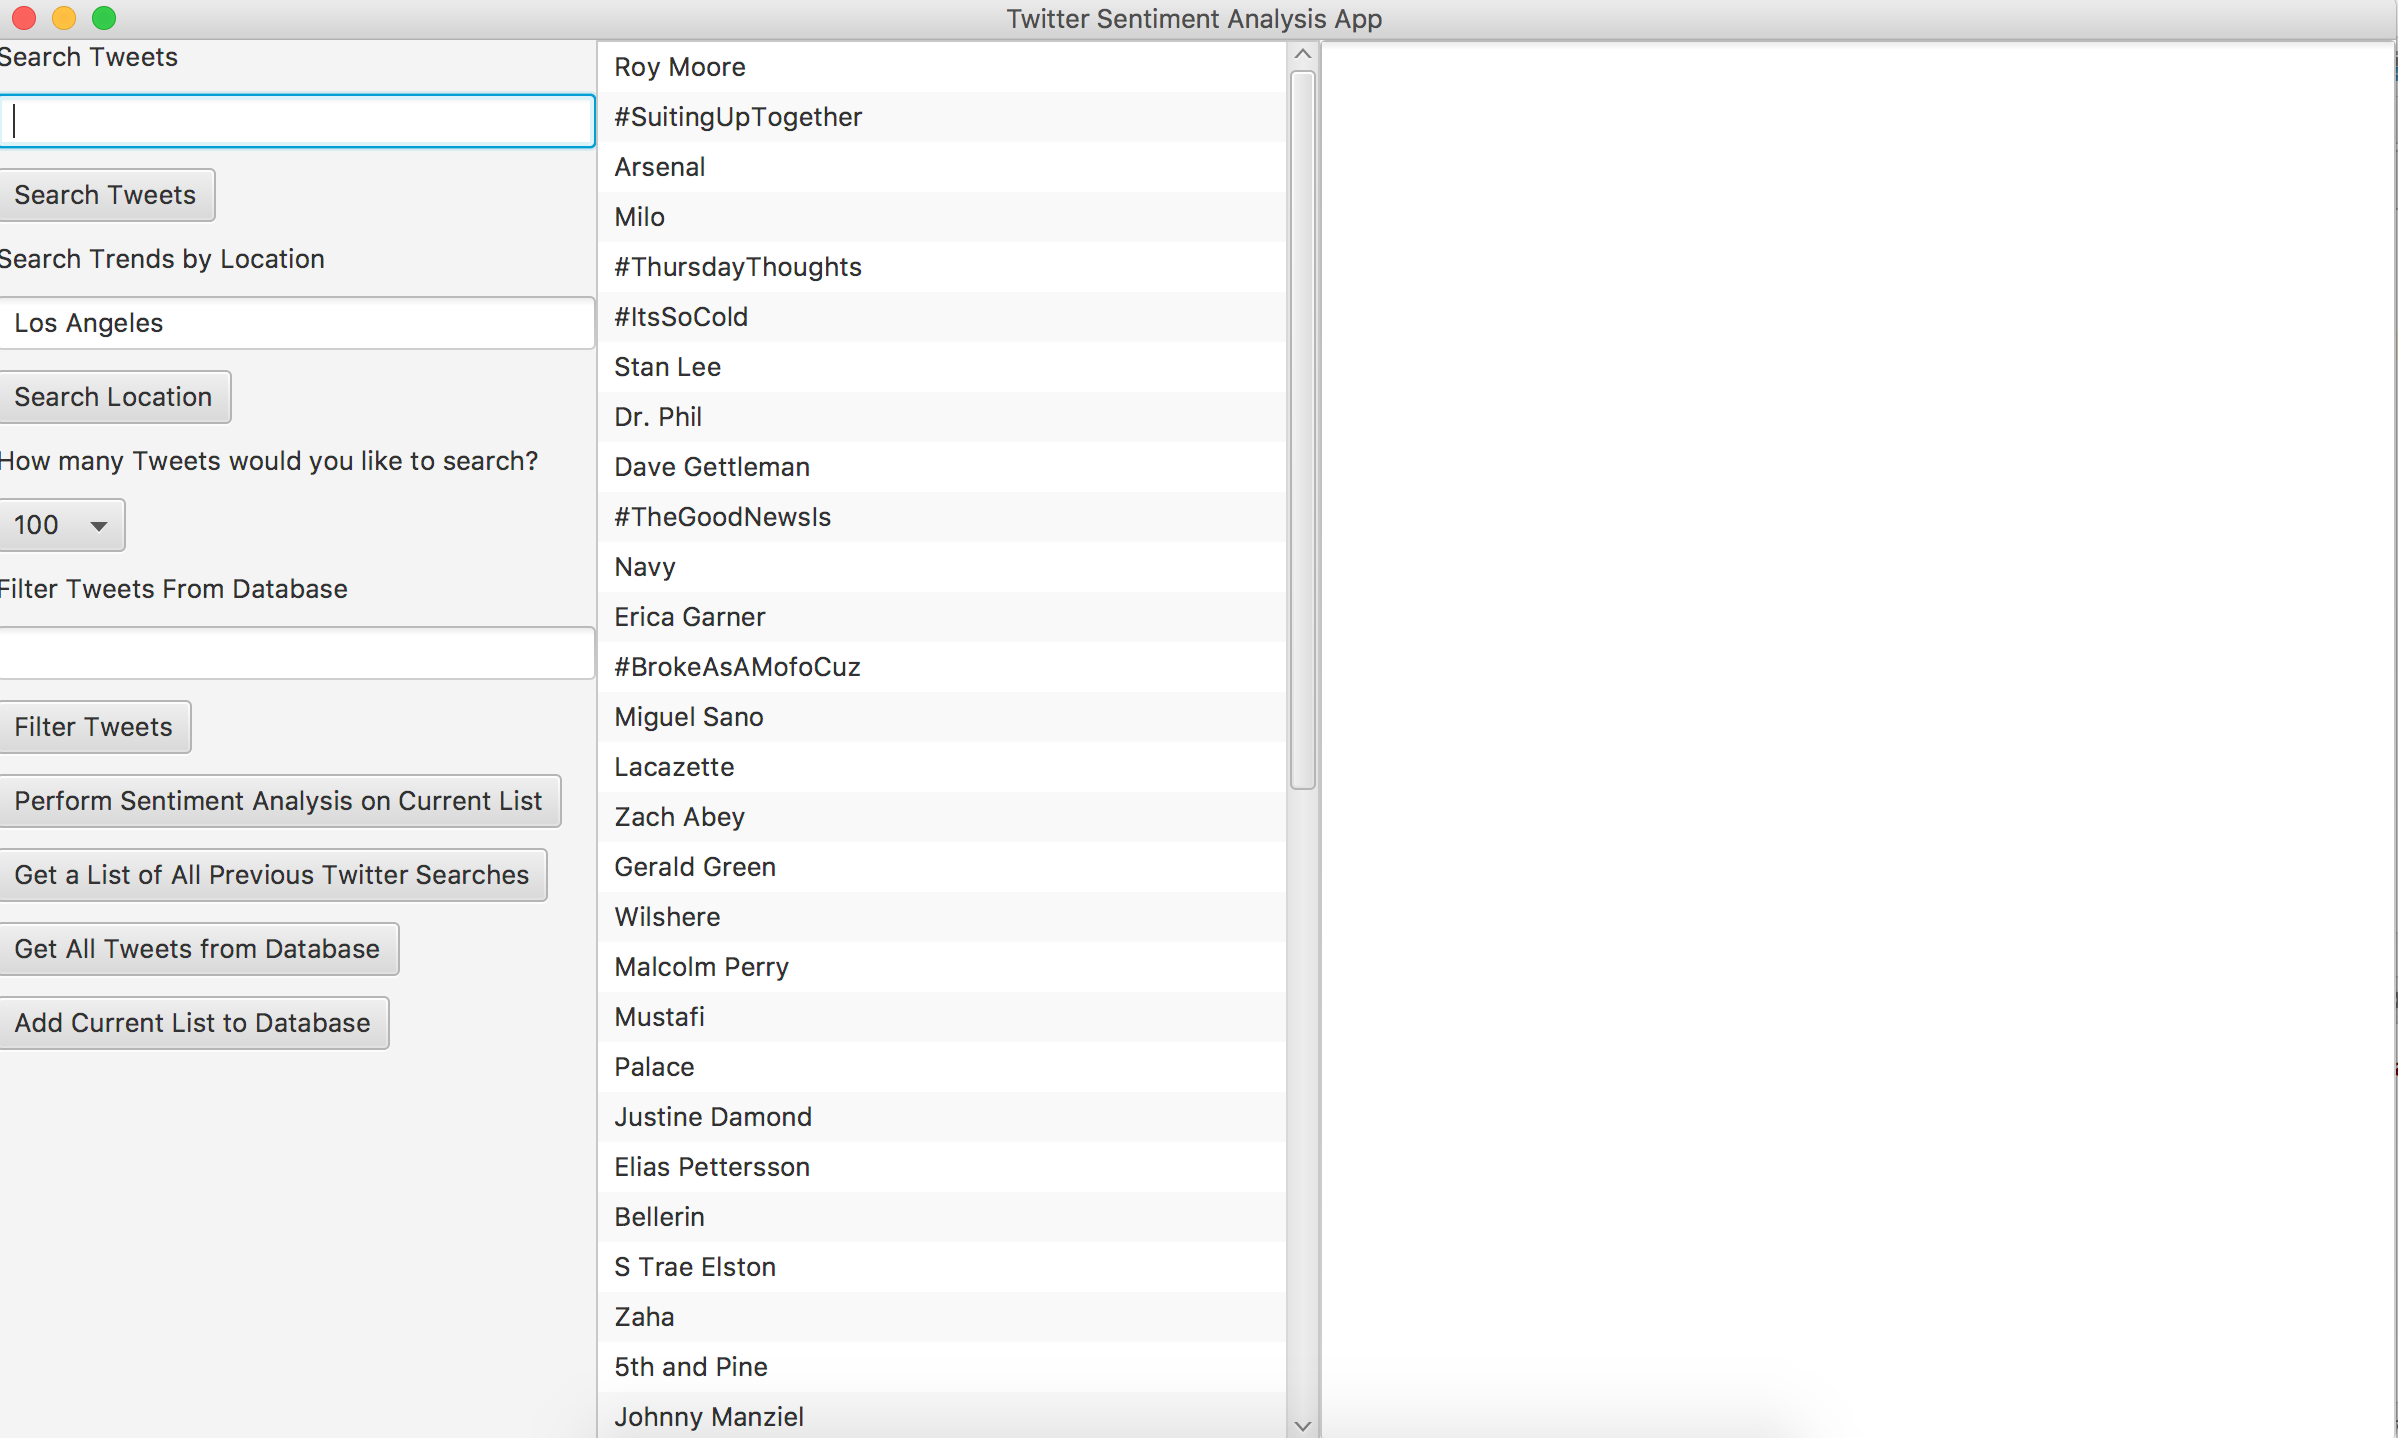 Twitter Sentiment Analysis App
Search Tweets
Search Tweets
Search Trends by Location
Los Angeles
Search Location
How many Tweets would you like to search?
100
Filter Tweets From Database
Filter Tweets
Perform Sentiment Analysis on Current List
Get a List of All Previous Twitter Searches
Get All Tweets from Database
Add Current List to Database
Roy Moore
#SuitingUpTogether
Arsenal
Milo
#ThursdayThoughts
#ItsSoCold
Stan Lee
Dr. Phil
Dave Gettleman
#TheGoodNewsIs
Navy
Erica Garner
#BrokeAsAMofoCuz
Miguel Sano
Lacazette
Zach Abey
Gerald Green
Wilshere
Malcolm Perry
Mustafi
Palace
Justine Damond
Elias Pettersson
Bellerin
S Trae Elston
Zaha
5th and Pine
Johnny Manziel